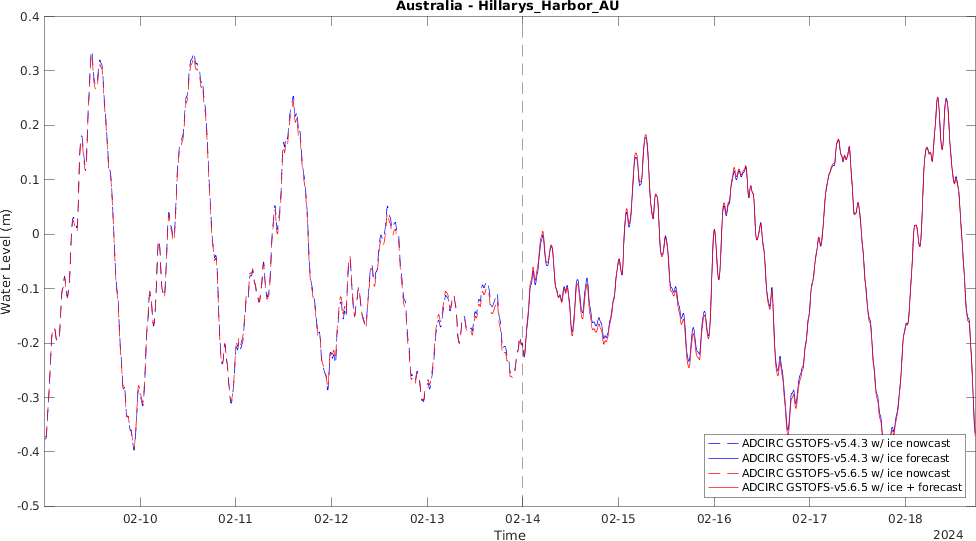 Australia - Hillarys_Harbor_AU
0.4
0.3
0.2
0.1
0
-0.1
-0.2
-0.3
-0.4
-0.5
Water Level (m)
ADCIRC GSTOFS-v5.4.3 w/ ice nowcast
ADCIRC GSTOFS-v5.4.3 w/ ice forecast
ADCIRC GSTOFS-v5.6.5 w/ ice nowcast
ADCIRC GSTOFS-v5.6.5 w/ ice + forecast
02-10 02-11 02-12 02-13 02-14 02-15 02-16 02-17 02-18
Time
2024